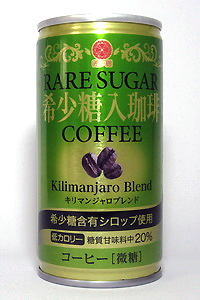 RARE SUGAR
希少糖入珈琲
COFFEE
Kilimanjaro Blend
キリマンジャロブレンド
希少糖含有シロップ使用
低カロリー 糖質甘味料中20%
コーヒー[微糖]